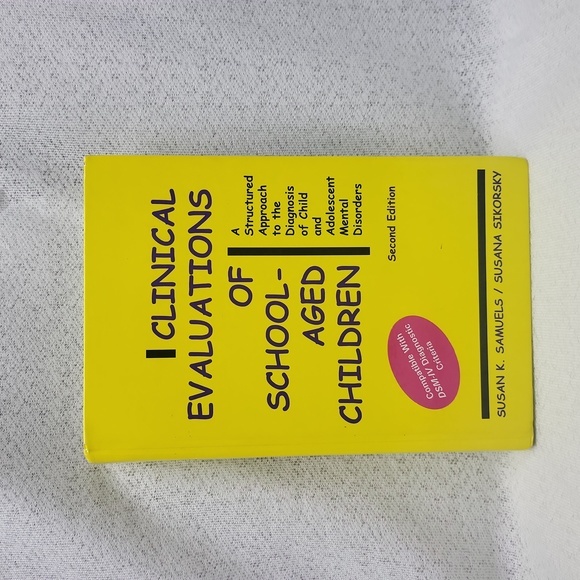 CLINICAL
EVALUATIONS
OF
SCHOOL-
AGED
CHILDREN
A
Structured
Approach
to the
Diagnosis
of Child
and
Adolescent
Mental
Disorders
Second Edition
Compatible With
DSM-IV Diagnostic
Criteria
SUSAN K. SAMUELS / SUSANA SIKORSKY